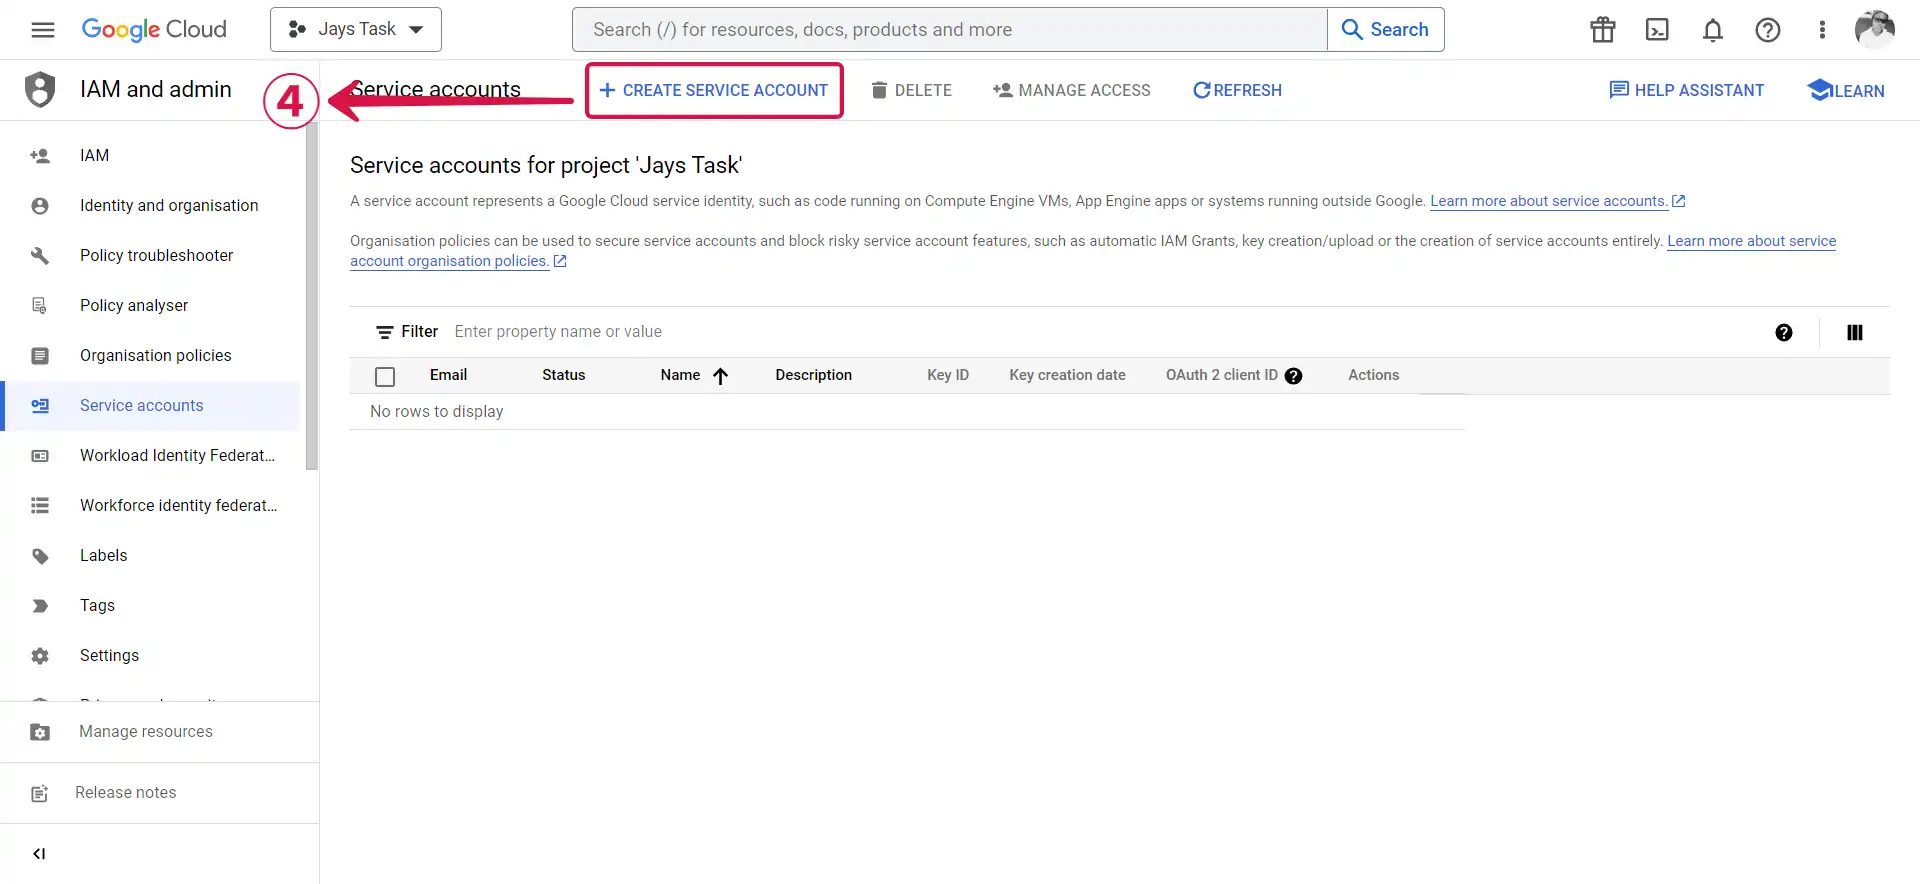 Google Cloud
Jays Task
Search (/) for resources, docs, products and more
Search
IAM and admin
4
Service accounts
CREATE SERVICE ACCOUNT
DELETE
MANAGE ACCESS
REFRESH
HELP ASSISTANT
LEARN
IAM
Identity and organisation
Policy troubleshooter
Policy analyser
Organisation policies
Service accounts
Workload Identity Federat...
Workforce identity federat...
Labels
Tags
Settings
Manage resources
Release notes
Service accounts for project 'Jays Task'
A service account represents a Google Cloud service identity, such as code running on Compute Engine VMs, App Engine apps or systems running outside Google. Learn more about service accounts.
Organisation policies can be used to secure service accounts and block risky service account features, such as automatic IAM Grants, key creation/upload or the creation of service accounts entirely. Learn more about service
account organisation policies.
Filter Enter property name or value
Email Status Name Description Key ID Key creation date OAuth 2 client ID Actions
No rows to display